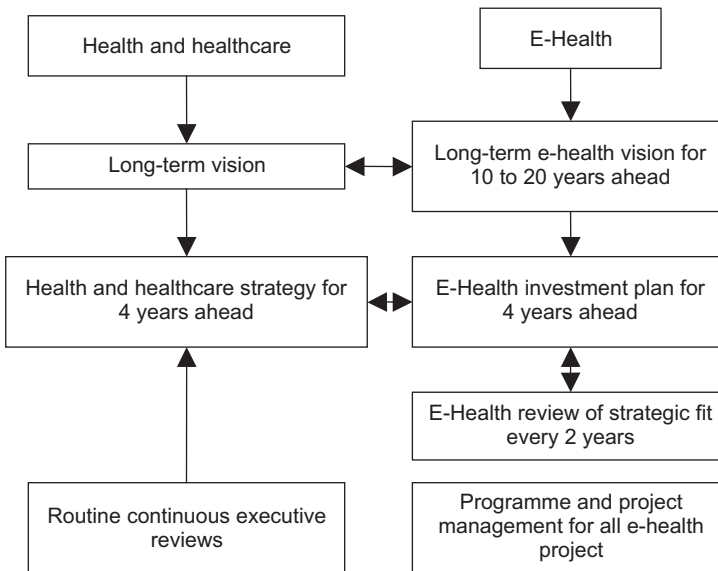 Health and healthcare
E-Health
Long-term vision
Long-term e-health vision for
10 to 20 years ahead
Health and healthcare strategy for
4 years ahead
E-Health investment plan for
4 years ahead
E-Health review of strategic fit
every 2 years
Routine continuous executive
reviews
Programme and project
management for all e-health
project